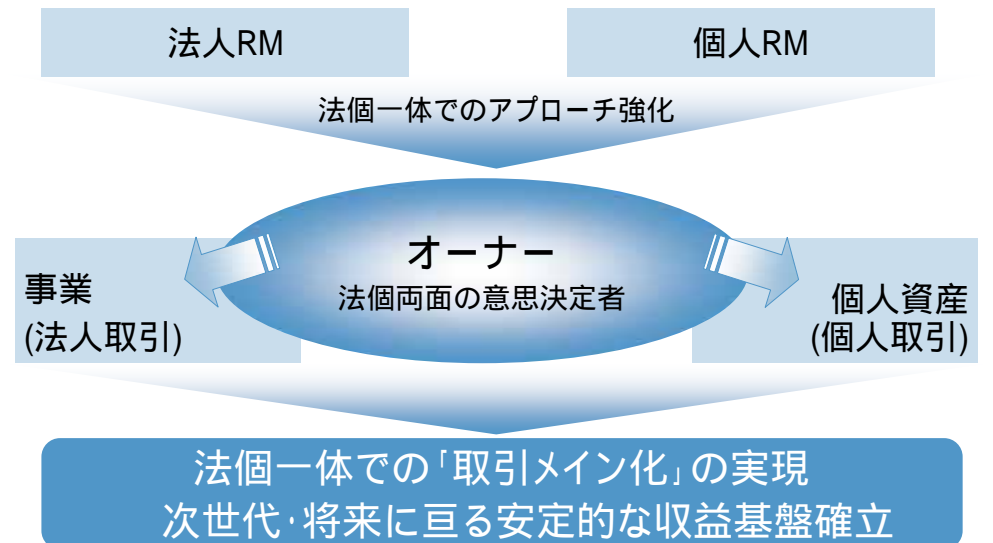 法人RM
個人RM
法個一体でのアプローチ強化
オーナー
法個両面の意思決定者
事業
(法人取引)
個人資産
(個人取引)
法個一体での「取引メイン化」の実現
次世代・将来に亘る安定的な収益基盤確立